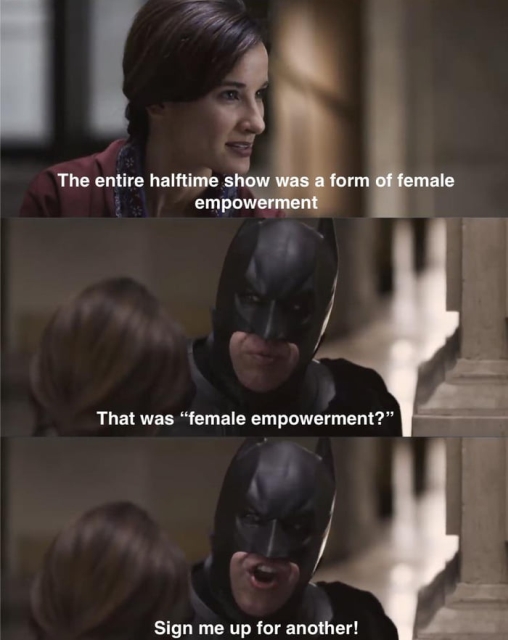 The entire halftime show was a form of female
empowerment
That was “female empowerment?”
Sign me up for another!